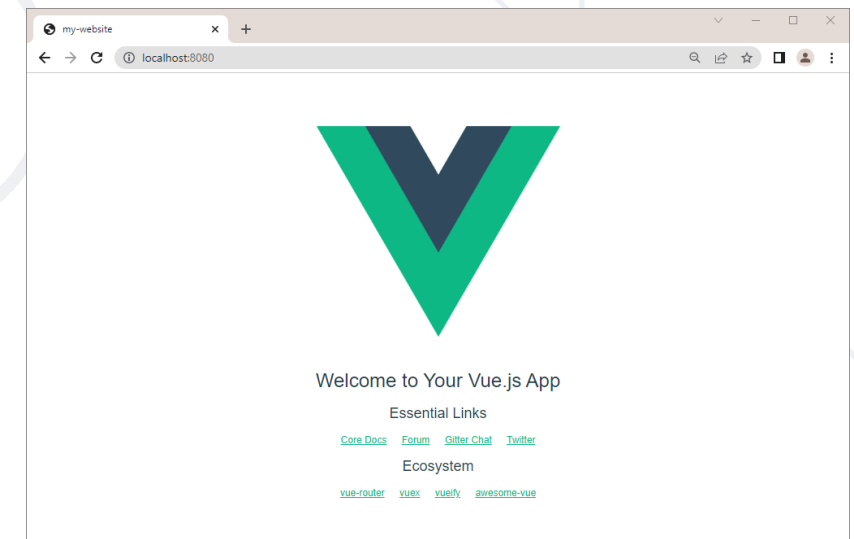 my-website
localhost:8080
Welcome to Your Vue.js App
Essential Links
Core Docs Forum Gitter Chat Twitter
Ecosystem
vue-router vuex vueify awesome-vue